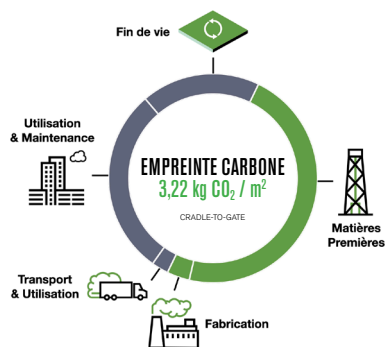 Fin de vie
Utilisation
& Maintenance
EMPREINTE CARBONE
3,22 kg CO₂ / m²
CRADLE-TO-GATE
Matières
Premières
Transport
& Utilisation
Fabrication